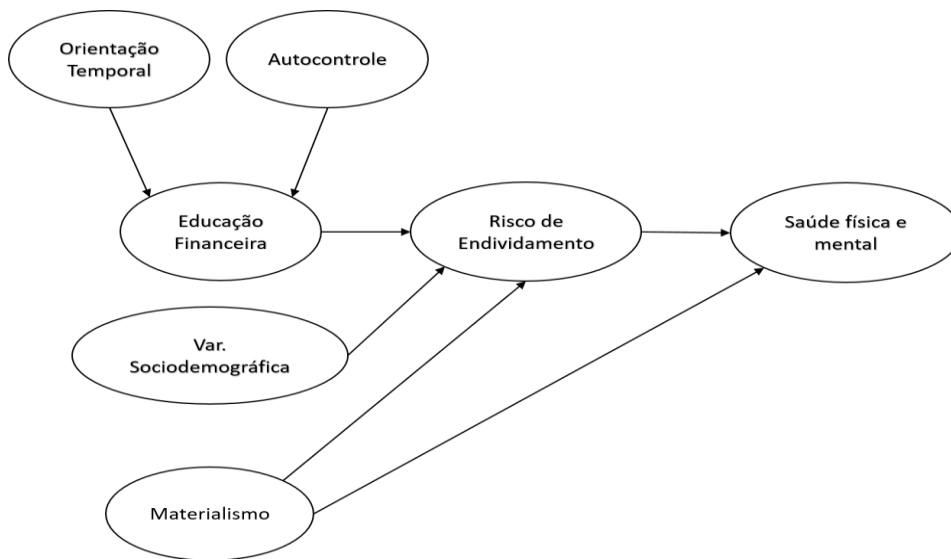 Orientação
Temporal
Autocontrole
Educação
Financeira
Risco de
Endividamento
Saúde física e
mental
Var.
Sociodemográfica
Materialismo